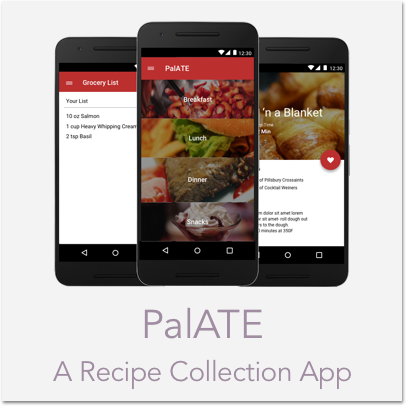 12:30
Grocery List
Your List
10 oz Salmon
1 cup Heavy Whipping Cream
2 tsp Basil
12:30
PalATE
Breakfast
Lunch
Dinner
Snacks
12:30
'n a Blanket
Time
Min
of Pillsbury Crossaints
of Cocktail Weiners
dolor sit amet lorem
sit amet- roll dough out
to the dough.
minutes at 350F
PalATE
A Recipe Collection App